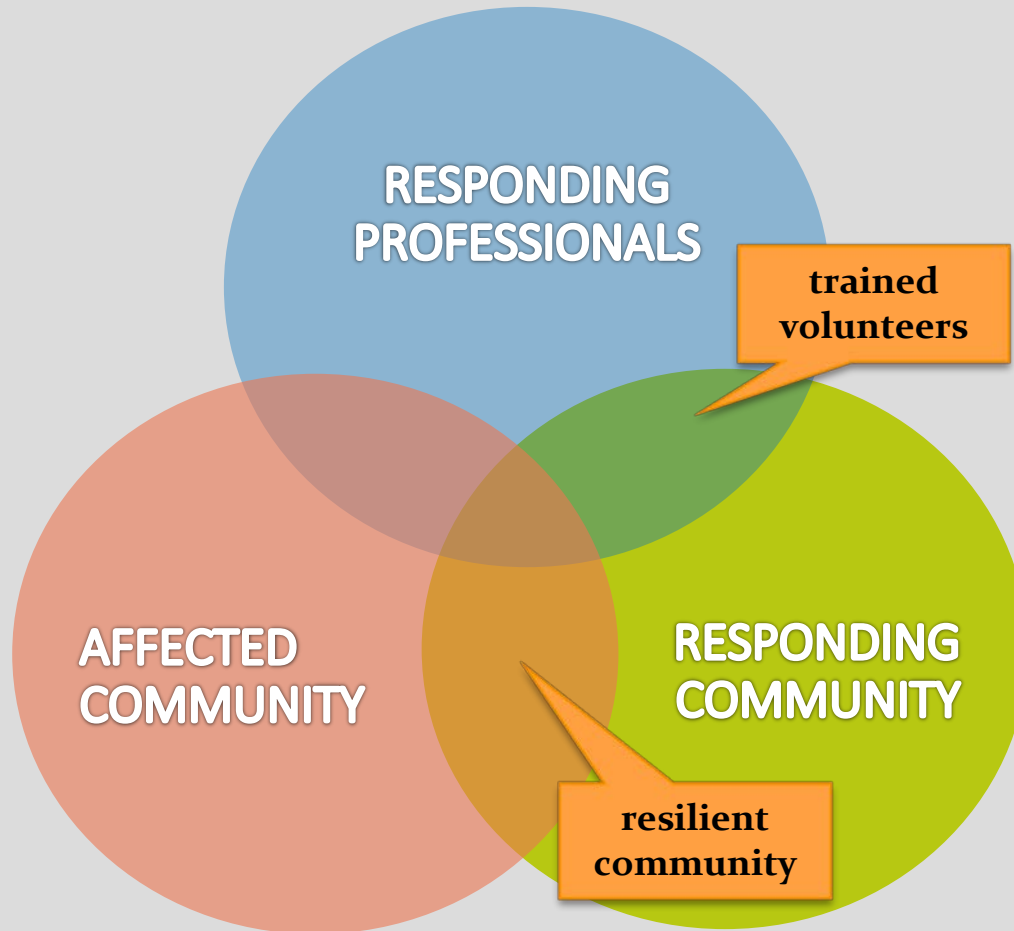 RESPONDING
PROFESSIONALS
trained
volunteers
AFFECTED
COMMUNITY
RESPONDING
COMMUNITY
resilient
community